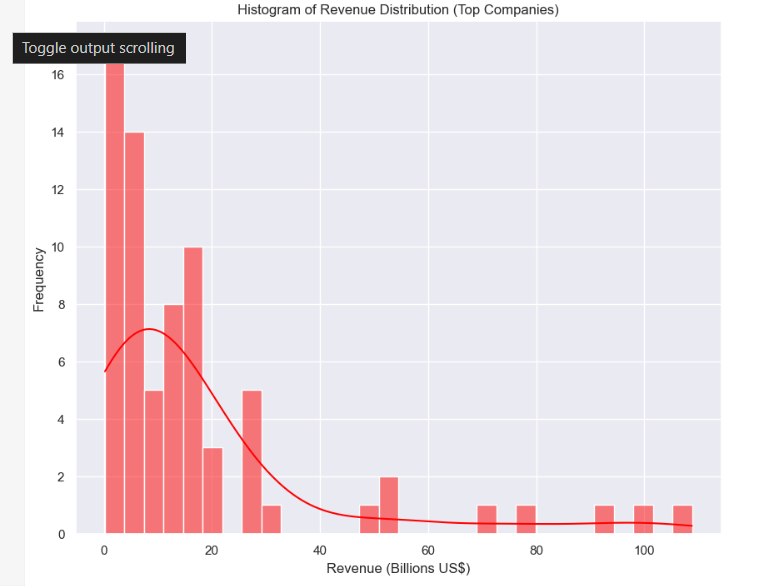 Histogram of Revenue Distribution (Top Companies)
Toggle output scrolling
16
14
12
10
8
6
4
2
0
Frequency
0 20 40 60 80 100
Revenue (Billions US$)